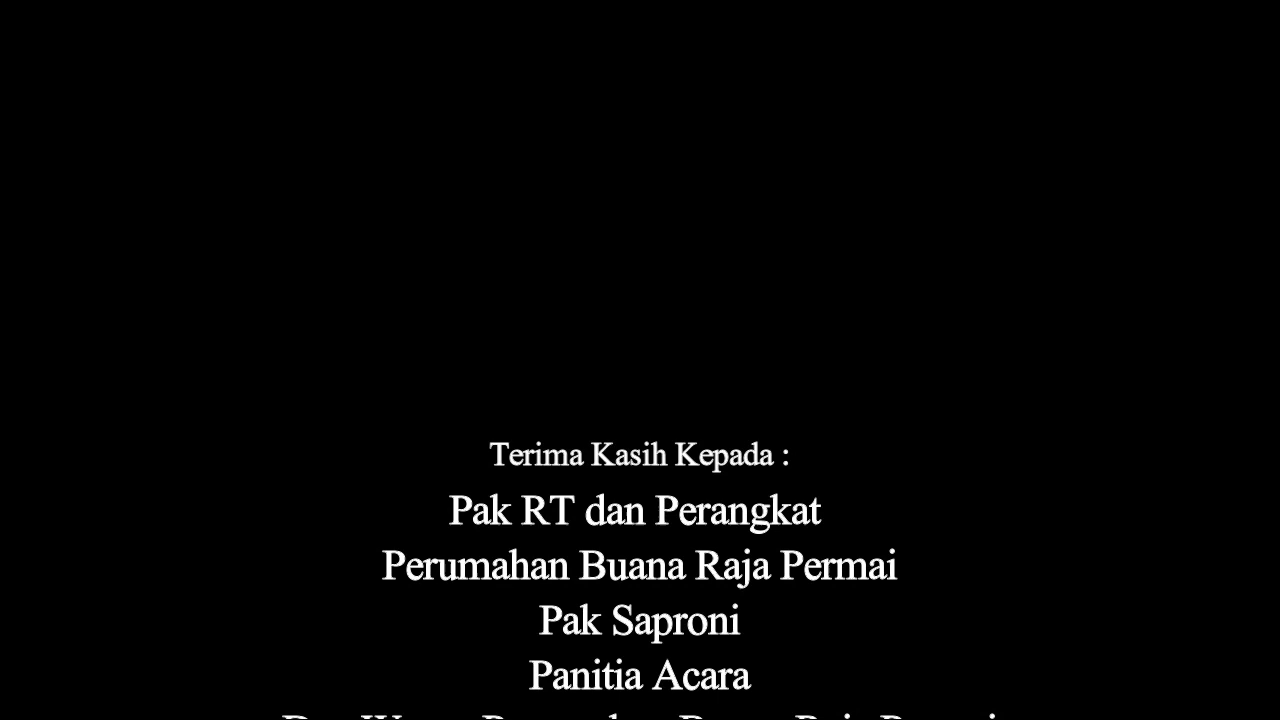 Terima Kasih Kepada :
Pak RT dan Perangkat
Perumahan Buana Raja Permai
Pak Saproni
Panitia Acara